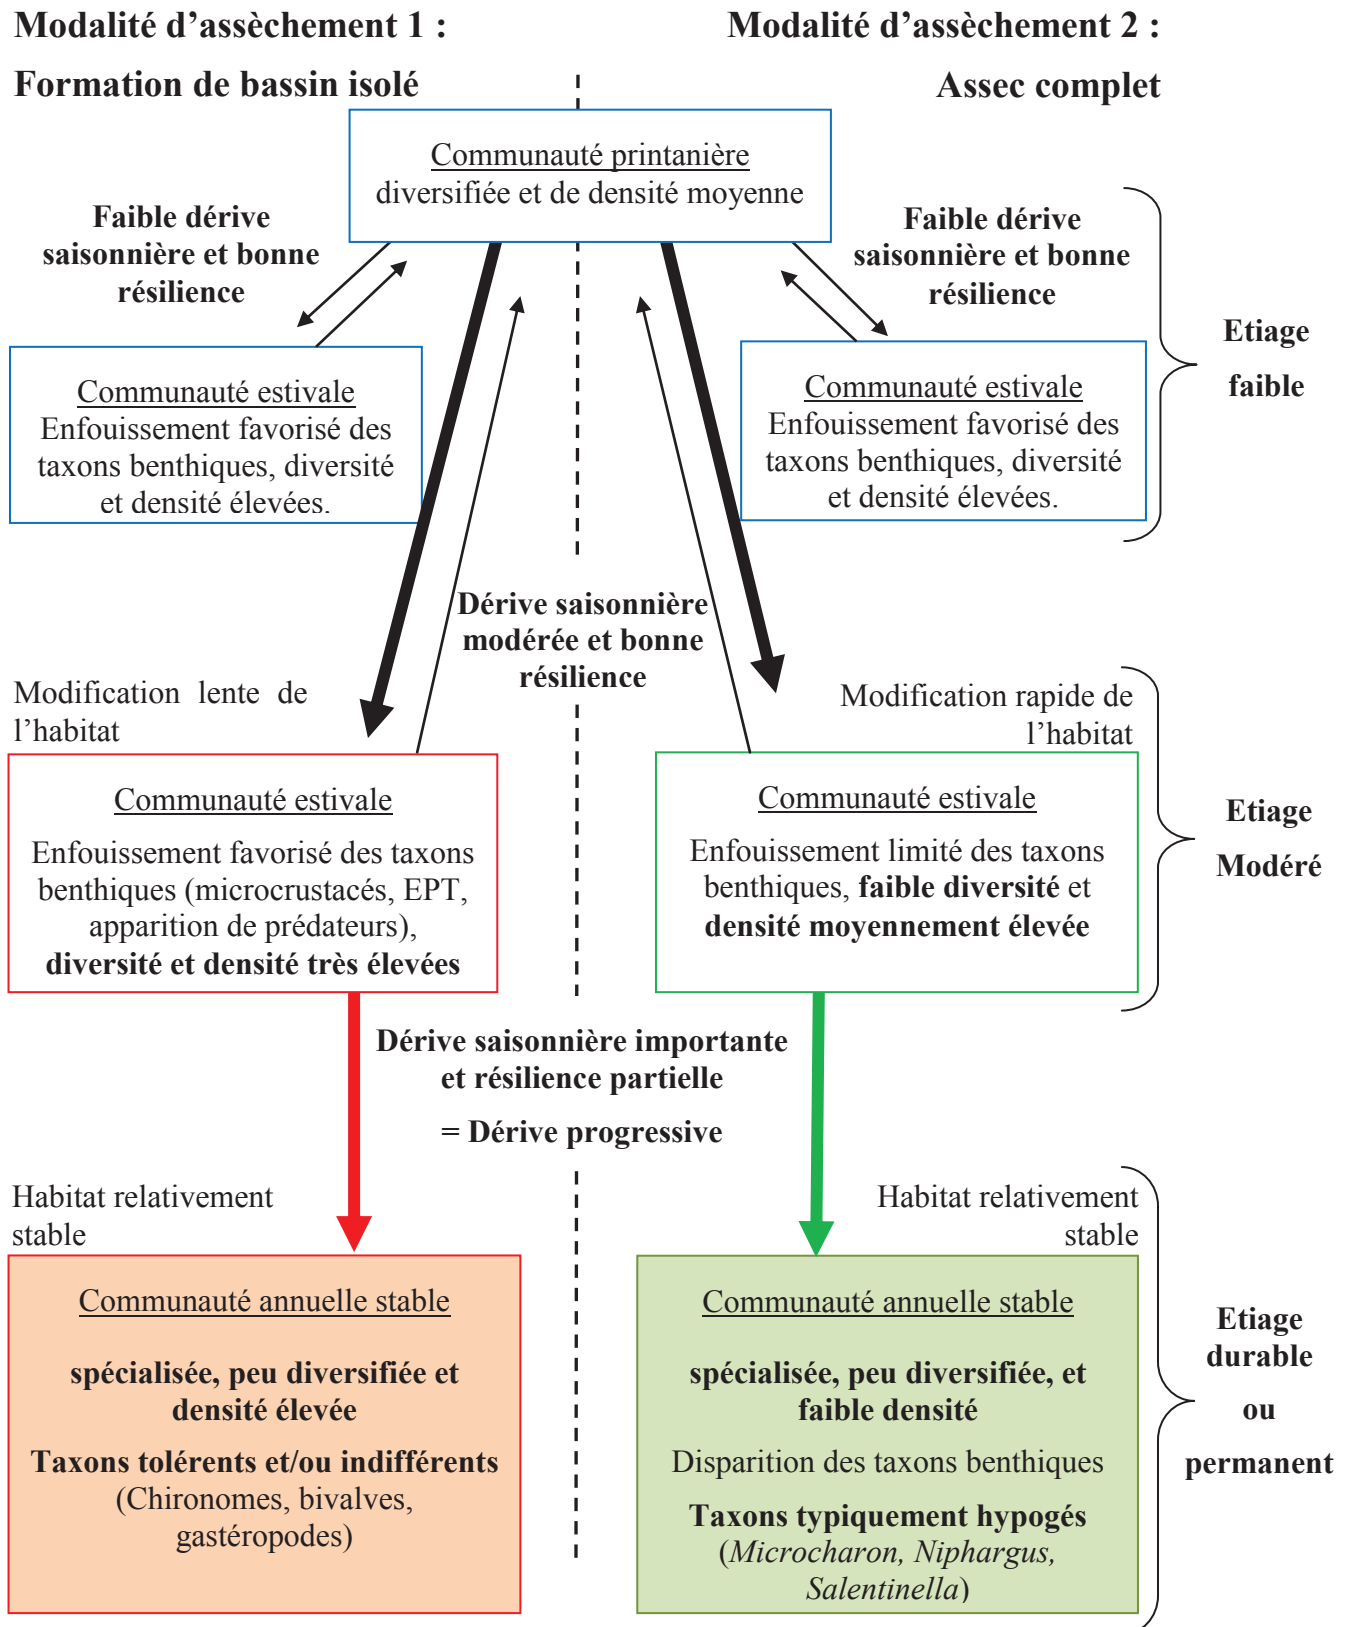 Modalité d'assèchement 1 :
Formation de bassin isolé
Modalité d'assèchement 2 :
Assec complet
Communauté printanière
diversifiée et de densité moyenne
Faible dérive
saisonnière et bonne
résilience
Faible dérive
saisonnière et bonne
résilience
Communauté estivale
Enfouissement favorisé des
taxons benthiques, diversité
et densité élevées.
Communauté estivale
Enfouissement favorisé des
taxons benthiques, diversité
et densité élevées.
Etiage
faible
Dérive saisonnière
modérée et bonne
résilience
Modification lente de
l'habitat
Modification rapide de
l'habitat
Communauté estivale
Enfouissement favorisé des taxons
benthiques (microcrustacés, EPT,
apparition de prédateurs),
diversité et densité très élevées
Communauté estivale
Enfouissement limité des taxons
benthiques, faible diversité et
densité moyennement élevée
Etiage
Modéré
Dérive saisonnière importante
et résilience partielle
= Dérive progressive
Habitat relativement
stable
Habitat relativement
stable
Communauté annuelle stable
spécialisée, peu diversifiée et
densité élevée
Taxons tolérents et/ou indifférents
(Chironomes, bivalves,
gastéropodes)
Communauté annuelle stable
spécialisée, peu diversifiée, et
faible densité
Disparition des taxons benthiques
Taxons typiquement hypogés
(Microcharon, Niphargus,
Salentinella)
Etiage
durable
ou
permanent